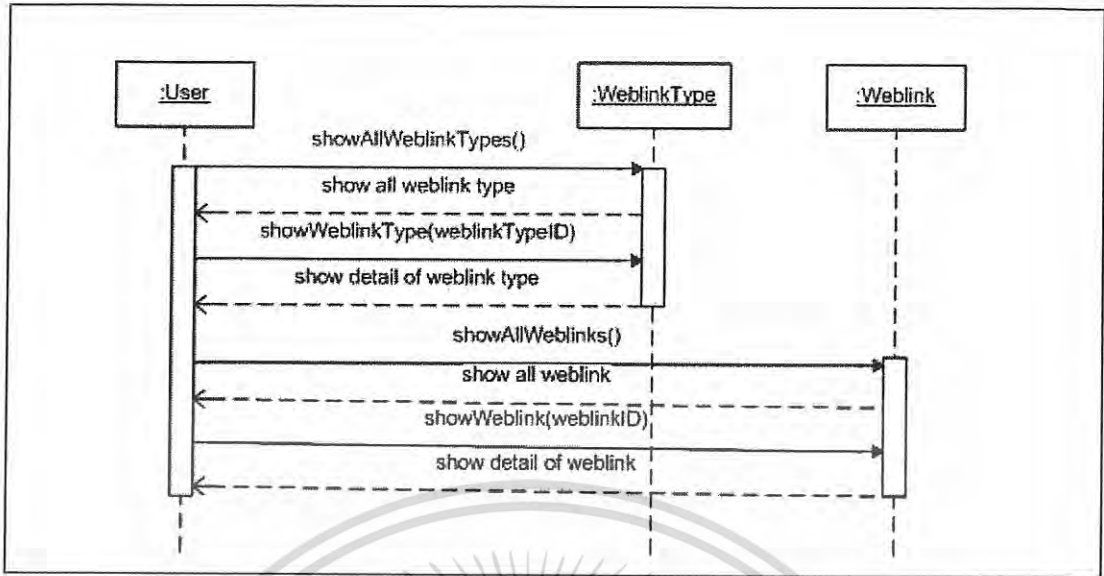 :User
:WeblinkType
:Weblink
showAllWeblinkTypes()
show all weblink type
showWeblinkType(weblinkTypeID)
show detail of weblink type
showAllWeblinks()
show all weblink
showWeblink(weblinkID)
show detail of weblink